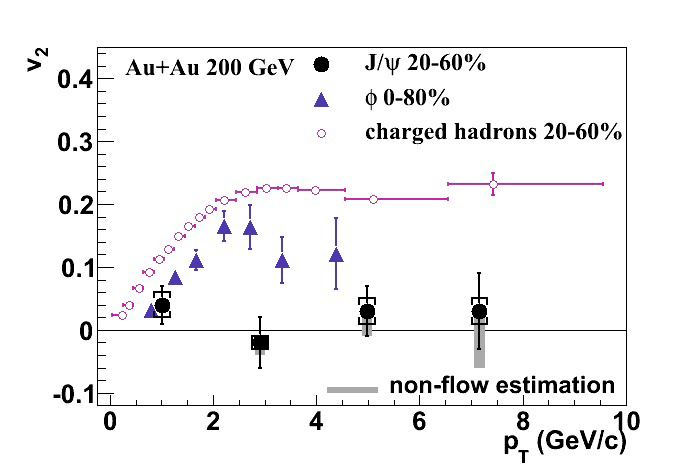 v2
Au+Au 200 GeV
J/ψ 20-60%
ϕ 0-80%
charged hadrons 20-60%
0.4
0.3
0.2
0.1
0
-0.1
non-flow estimation
0 2 4 6 8 10
pT (GeV/c)